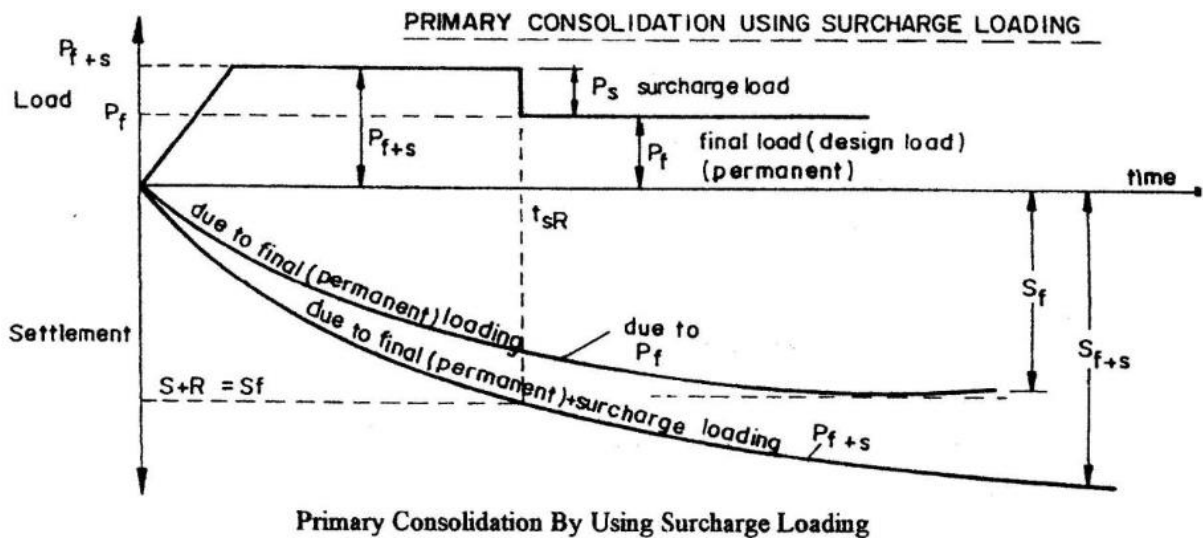 PRIMARY CONSOLIDATION USING SURCHARGE LOADING
Pf+s
Load
Pf
Pf+s
Ps surcharge load
Pf
final load (design load)
(permanent)
time
tsR
due to final (permanent) loading
due to final (permanent)+surcharge loading
due to
Pf
Sf
Sf+s
Settlement
S+R = Sf
Pf+s
Primary Consolidation By Using Surcharge Loading